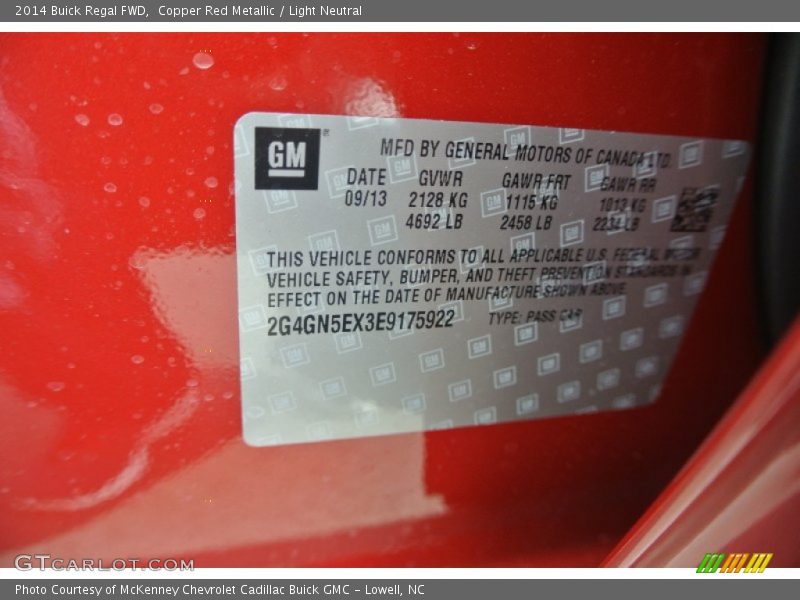 2014 Buick Regal FWD,  Copper Red Metallic / Light Neutral
GM ®
MFD BY GENERAL MOTORS OF CANADA LTD.
DATE GVWR GAWR FRT GAWR RR
09/13 2128 KG 1115 KG 1013 KG
4692 LB 2458 LB 2234 LB
THIS VEHICLE CONFORMS TO ALL APPLICABLE U.S. FEDERAL MOTOR
VEHICLE SAFETY, BUMPER, AND THEFT PREVENTION STANDARDS IN
EFFECT ON THE DATE OF MANUFACTURE SHOWN ABOVE.
2G4GN5EX3E9175922 TYPE: PASS CAR
GTCARLOT.COM
Photo Courtesy of McKenney Chevrolet Cadillac Buick GMC – Lowell, NC